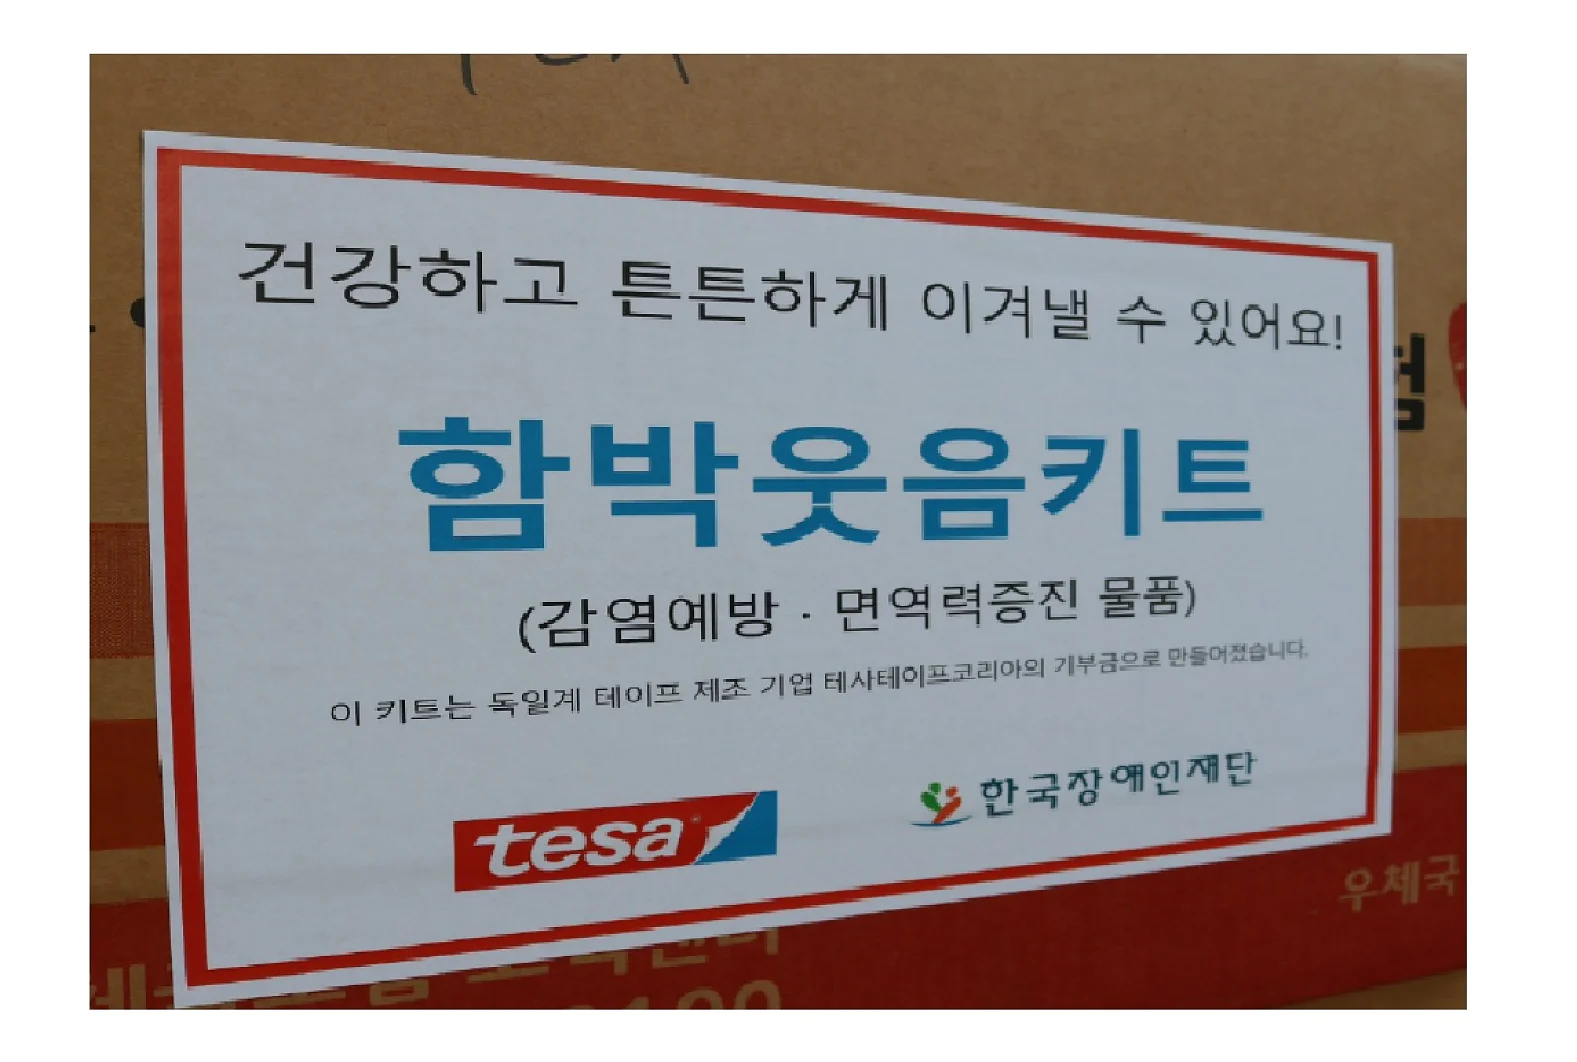 건강하고 튼튼하게 이겨낼 수 있어요!
함박웃음키트
(감염예방 · 면역력증진 물품)
이 키트는 독일계 테이프 제조 기업 테사테이프코리아의 기부금으로 만들어졌습니다.
tesa
한국장애인재단
우체국